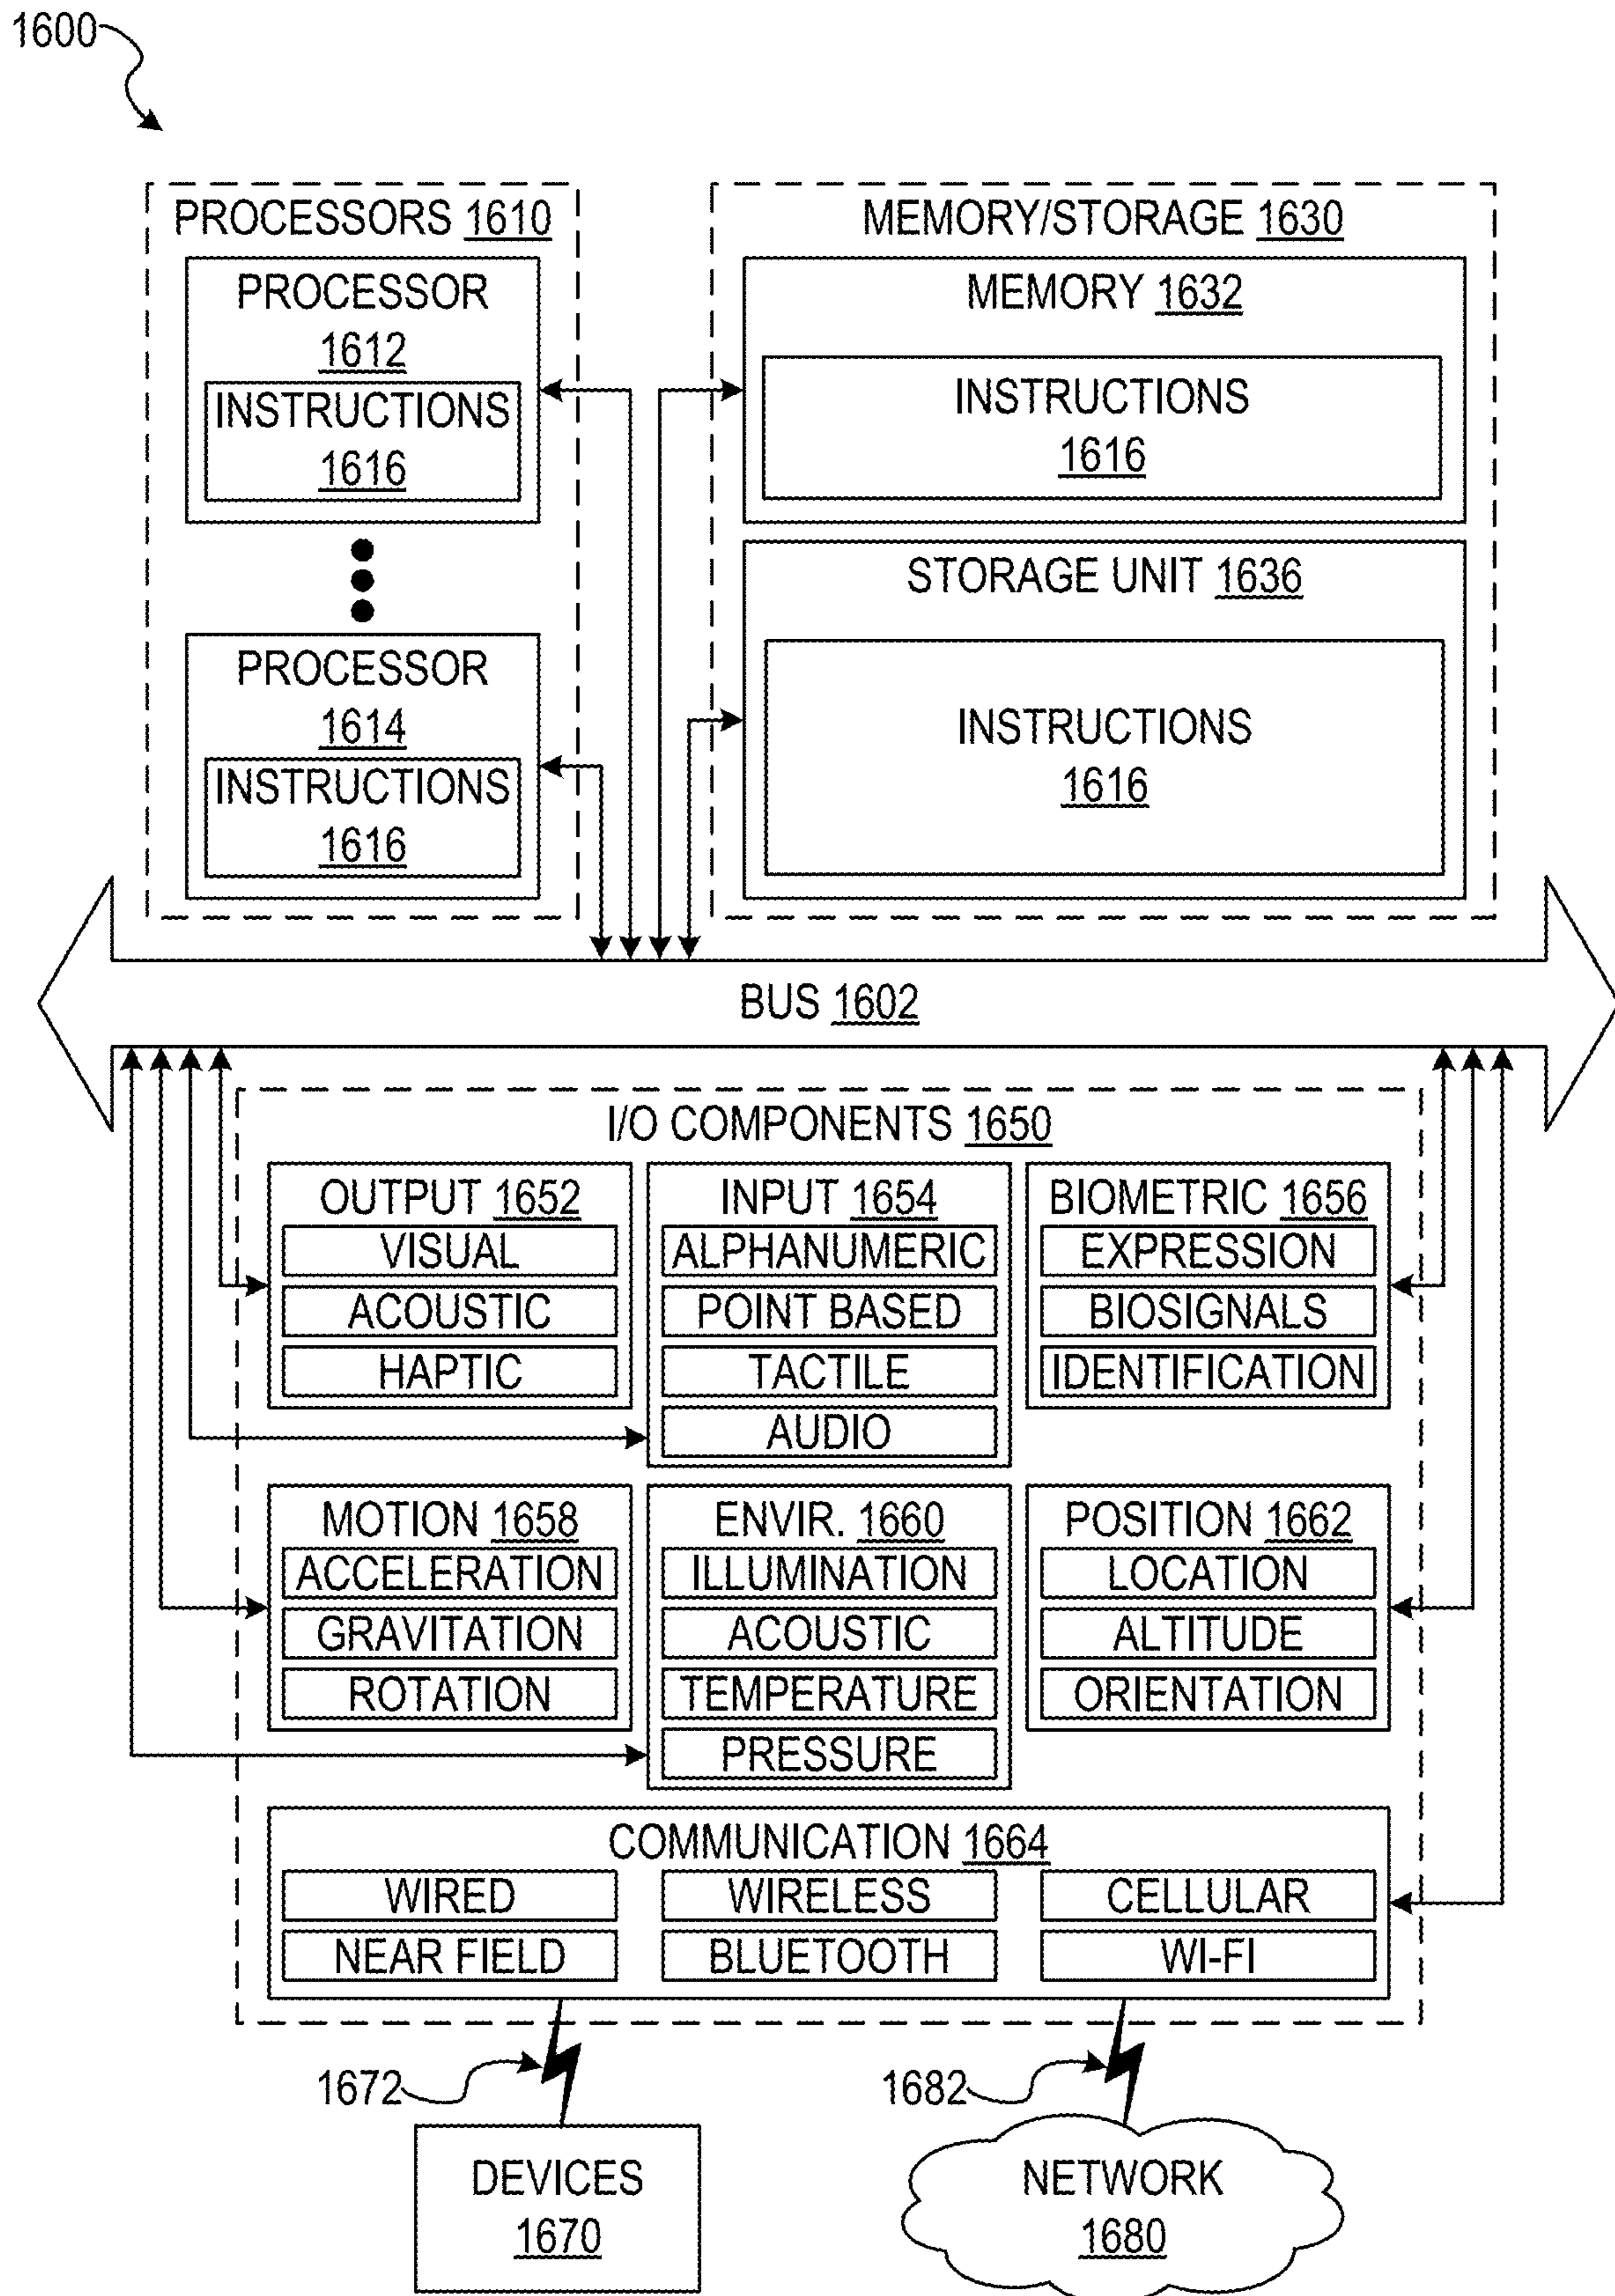 1600
PROCESSORS 1610
PROCESSOR
1612
INSTRUCTIONS
1616
PROCESSOR
1614
INSTRUCTIONS
1616
MEMORY/STORAGE 1630
MEMORY 1632
INSTRUCTIONS
1616
STORAGE UNIT 1636
INSTRUCTIONS
1616
BUS 1602
I/O COMPONENTS 1650
OUTPUT 1652
VISUAL
ACOUSTIC
HAPTIC
INPUT 1654
ALPHANUMERIC
POINT BASED
TACTILE
AUDIO
BIOMETRIC 1656
EXPRESSION
BIOSIGNALS
IDENTIFICATION
MOTION 1658
ACCELERATION
GRAVITATION
ROTATION
ENVIR. 1660
ILLUMINATION
ACOUSTIC
TEMPERATURE
PRESSURE
POSITION 1662
LOCATION
ALTITUDE
ORIENTATION
COMMUNICATION 1664
WIRED
WIRELESS
CELLULAR
NEAR FIELD
BLUETOOTH
WI-FI
1672
1682
DEVICES
1670
NETWORK
1680